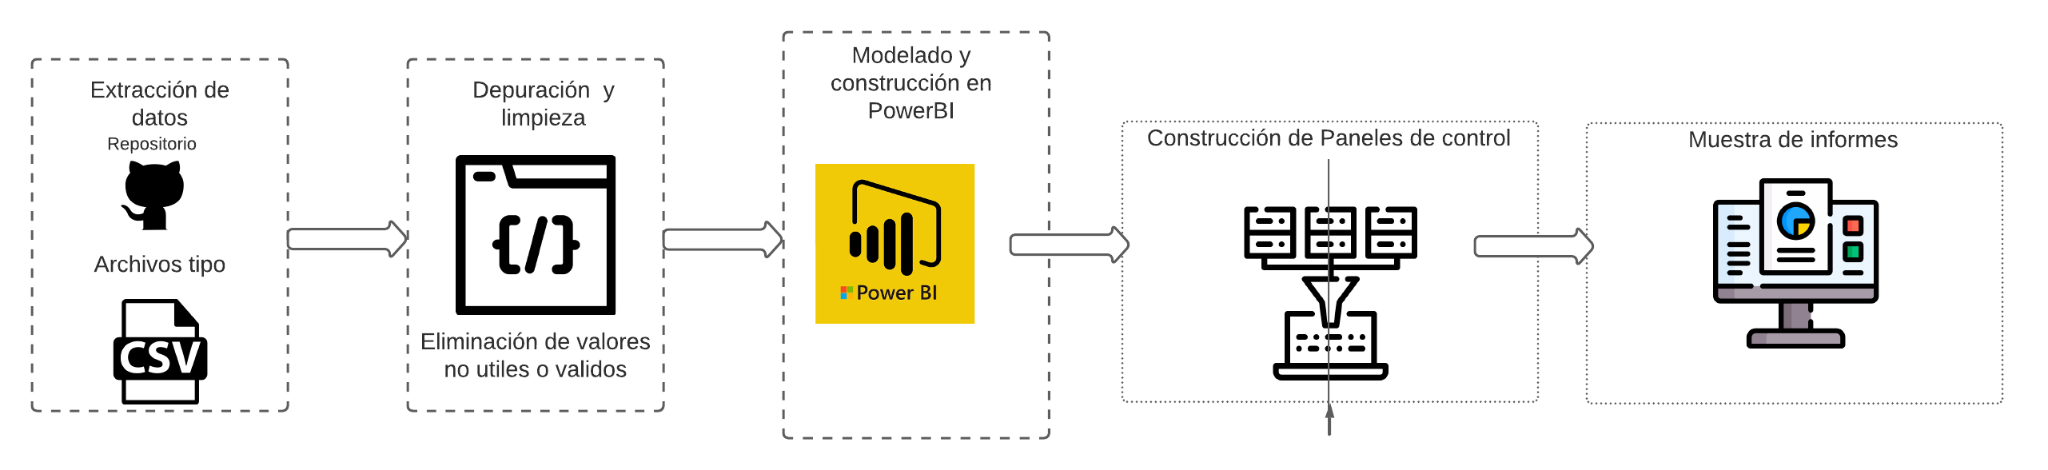 Extracción de
datos
Repositorio
Archivos tipo
CSV
Depuración y
limpieza
Eliminación de valores
no utiles o validos
Modelado y
construcción en
PowerBI
Power BI
Construcción de Paneles de control
Muestra de informes